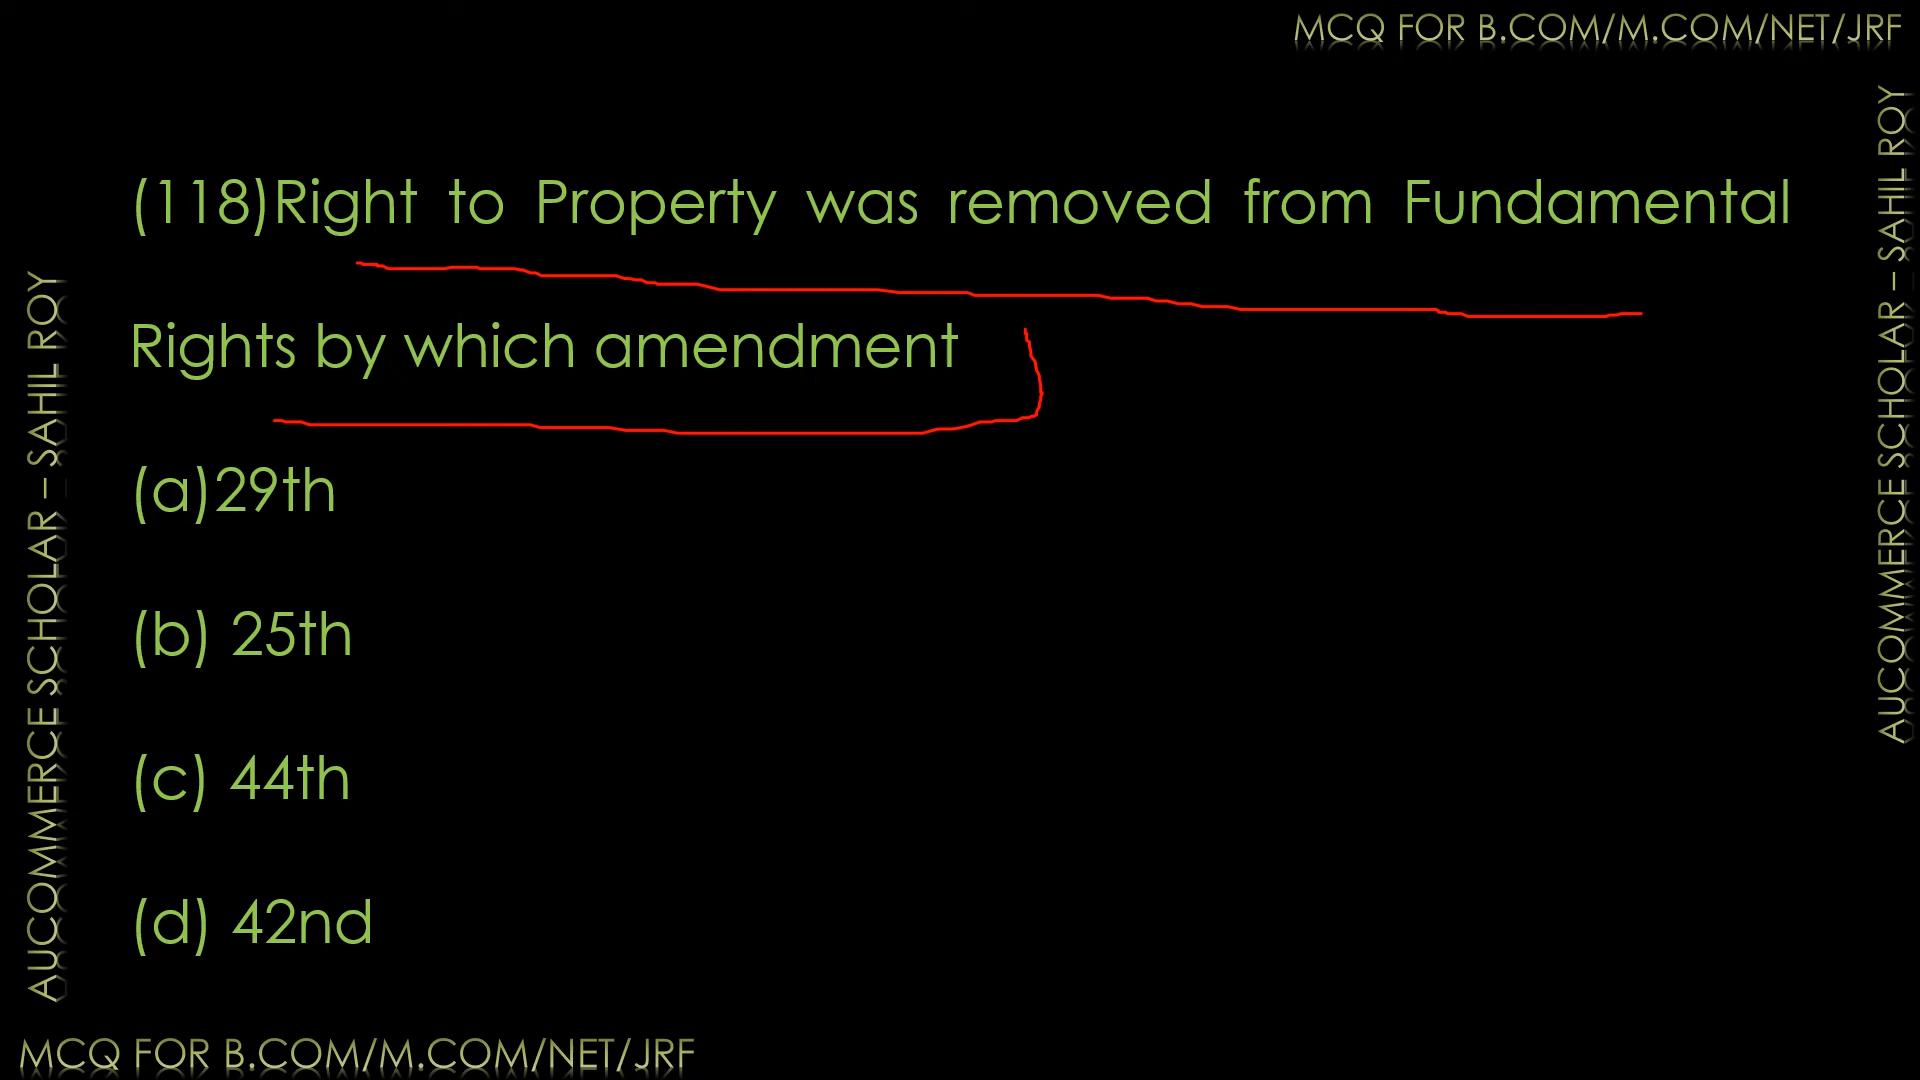 MCQ FOR B.COM/M.COM/NET/JRF
(118)Right to Property was removed from Fundamental
Rights by which amendment
(a)29th
(b) 25th
(c) 44th
(d) 42nd
AUCOMMERCE SCHOLAR – SAHIL ROY
AUCOMMERCE SCHOLAR – SAHIL ROY
MCQ FOR B.COM/M.COM/NET/JRF